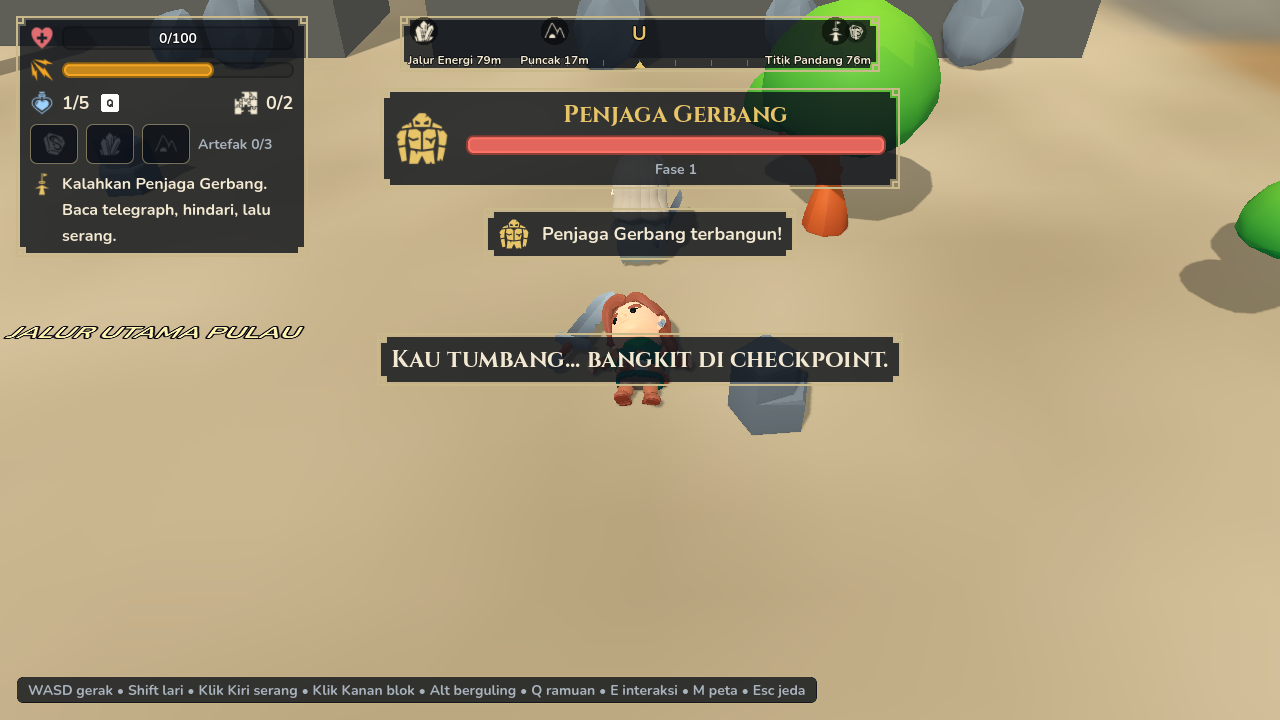 0/100
1/5
Q
0/2
Artefak 0/3
Kalahkan Penjaga Gerbang.
Baca telegraph, hindari, lalu
serang.
U
Jalur Energi 79m
Puncak 17m
Titik Pandang 76m
PENJAGA GERBANG
Fase 1
Penjaga Gerbang terbangun!
JALUR UTAMA PULAU
KAU TUMBANG... BANGKIT DI CHECKPOINT.
WASD gerak • Shift lari • Klik Kiri serang • Klik Kanan blok • Alt berguling • Q ramuan • E interaksi • M peta • Esc jeda